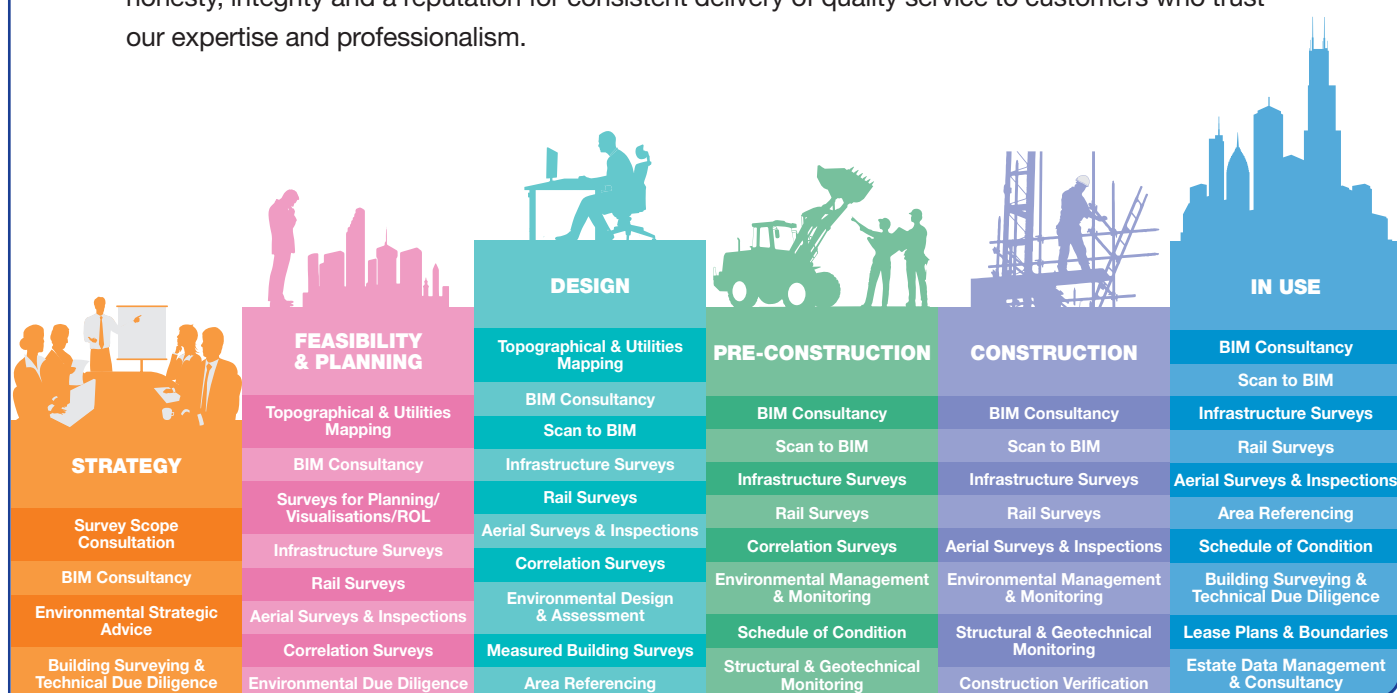 honesty, integrity and a reputation for consistent delivery of quality service to customers who trust
our expertise and professionalism.
STRATEGY
Survey Scope
Consultation
BIM Consultancy
Environmental Strategic
Advice
Building Surveying &
Technical Due Diligence
FEASIBILITY
& PLANNING
Topographical & Utilities
Mapping
BIM Consultancy
Surveys for Planning/
Visualisations/ROL
Infrastructure Surveys
Rail Surveys
Aerial Surveys & Inspections
Correlation Surveys
Environmental Due Diligence
DESIGN
Topographical & Utilities
Mapping
BIM Consultancy
Scan to BIM
Infrastructure Surveys
Rail Surveys
Aerial Surveys & Inspections
Correlation Surveys
Environmental Design
& Assessment
Measured Building Surveys
Area Referencing
PRE-CONSTRUCTION
BIM Consultancy
Scan to BIM
Infrastructure Surveys
Rail Surveys
Correlation Surveys
Environmental Management
& Monitoring
Schedule of Condition
Structural & Geotechnical
Monitoring
CONSTRUCTION
BIM Consultancy
Scan to BIM
Infrastructure Surveys
Rail Surveys
Aerial Surveys & Inspections
Environmental Management
& Monitoring
Structural & Geotechnical
Monitoring
Construction Verification
IN USE
BIM Consultancy
Scan to BIM
Infrastructure Surveys
Rail Surveys
Aerial Surveys & Inspections
Area Referencing
Schedule of Condition
Building Surveying &
Technical Due Diligence
Lease Plans & Boundaries
Estate Data Management
& Consultancy